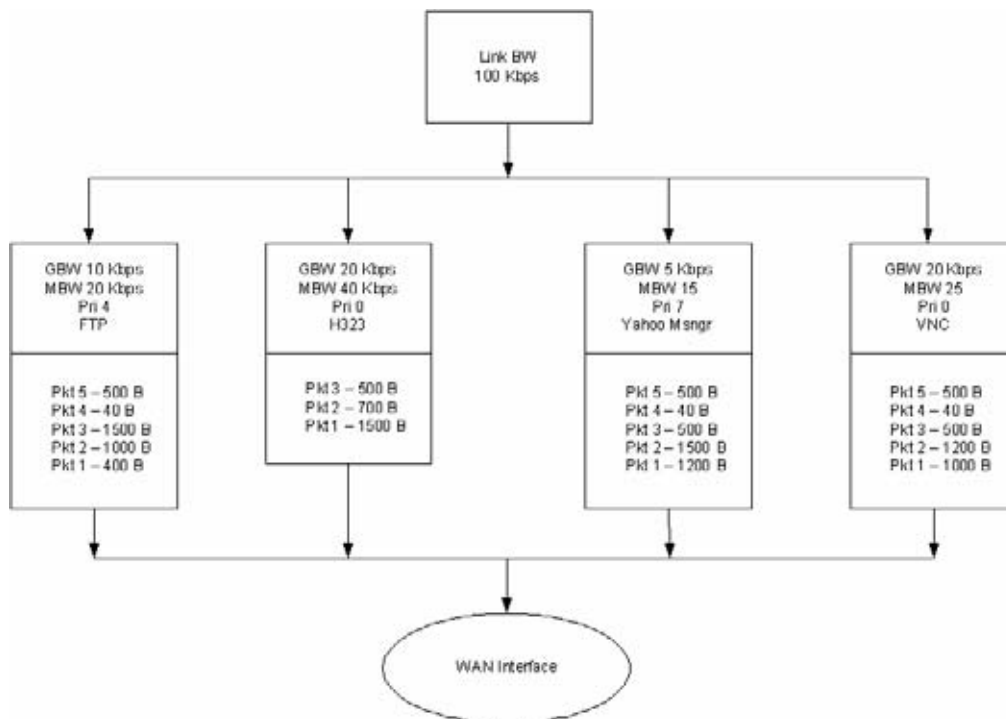 Link BW
100 Kbps
GBW 10 Kbps
MBW 20 Kbps
Pri 4
FTP
Pkt 5 – 500 B
Pkt 4 – 40 B
Pkt 3 – 1500 B
Pkt 2 – 1000 B
Pkt 1 – 400 B
GBW 20 Kbps
MBW 40 Kbps
Pri 0
H323
Pkt 3 – 500 B
Pkt 2 – 700 B
Pkt 1 – 1500 B
GBW 5 Kbps
MBW 15
Pri 7
Yahoo Msngr
Pkt 5 – 500 B
Pkt 4 – 40 B
Pkt 3 – 500 B
Pkt 2 – 1500 B
Pkt 1 – 1200 B
GBW 20 Kbps
MBW 25
Pri 0
VNC
Pkt 5 – 500 B
Pkt 4 – 40 B
Pkt 3 – 500 B
Pkt 2 – 1200 B
Pkt 1 – 1000 B
WAN Interface